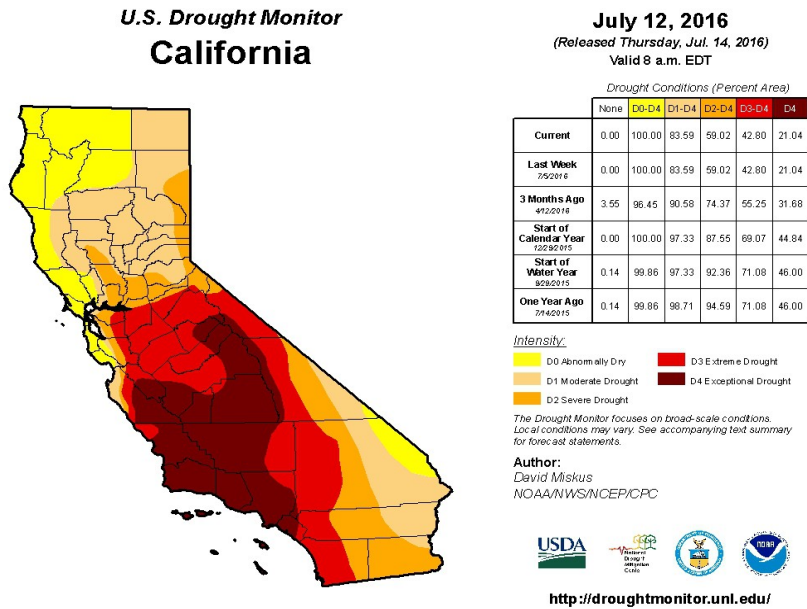 U.S. Drought Monitor
California
July 12, 2016
(Released Thursday, Jul. 14, 2016)
Valid 8 a.m. EDT
Drought Conditions (Percent Area)
None D0-D4 D1-D4 D2-D4 D3-D4 D4
Current 0.00 100.00 83.59 59.02 42.80 21.04
Last Week 0.00 100.00 83.59 59.02 42.80 21.04
7/5/2016
3 Months Ago 3.55 96.45 90.58 74.37 55.25 31.68
4/12/2016
Start of
Calendar Year 0.00 100.00 97.33 87.55 69.07 44.84
12/29/2015
Start of
Water Year 0.14 99.86 97.33 92.36 71.08 46.00
9/29/2015
One Year Ago 0.14 99.86 98.71 94.59 71.08 46.00
7/14/2015
Intensity:
D0 Abnormally Dry D3 Extreme Drought
D1 Moderate Drought D4 Exceptional Drought
D2 Severe Drought
The Drought Monitor focuses on broad-scale conditions.
Local conditions may vary. See accompanying text summary
for forecast statements.
Author:
David Miskus
NOAA/NWS/NCEP/CPC
USDA
National
Drought
Mitigation
Center
NOAA
http://droughtmonitor.unl.edu/